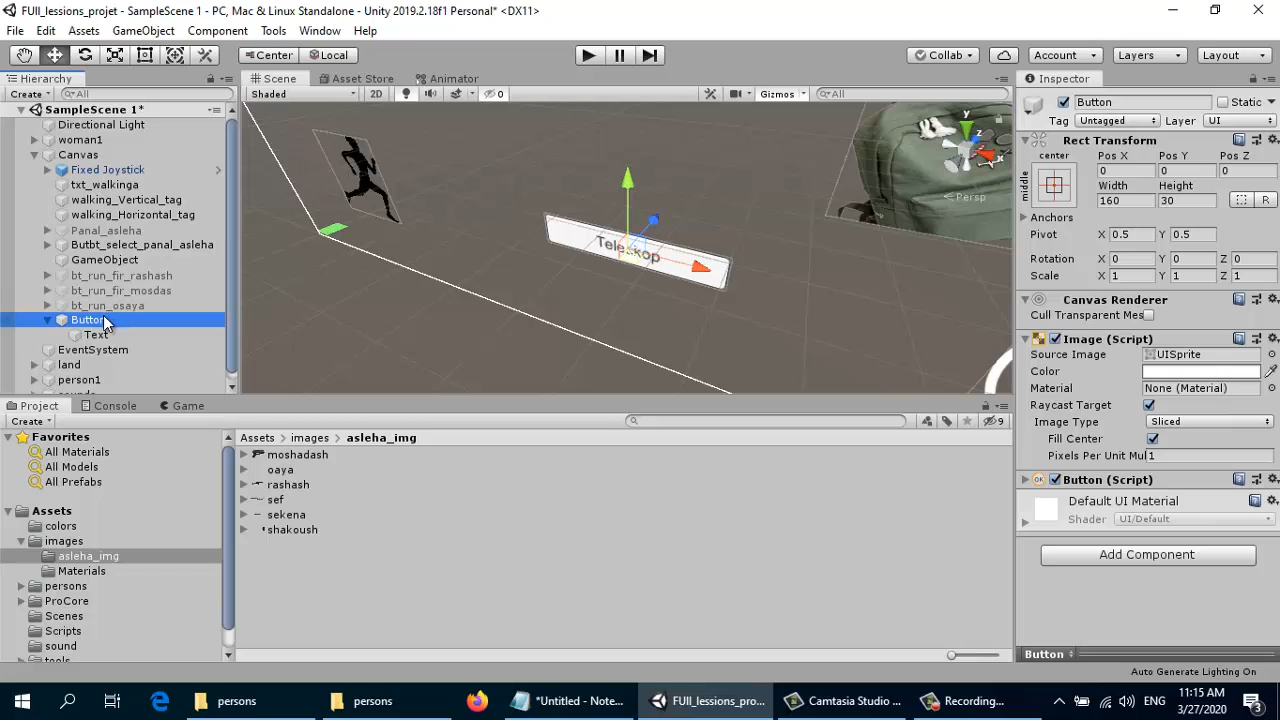 FUll_lessions_projet - SampleScene 1 - PC, Mac & Linux Standalone - Unity 2019.2.18f1 Personal* <DX11>
File Edit Assets GameObject Component Tools Window Help
Center Local Collab Account Layers Layout
Hierarchy Scene Asset Store Animator Inspector
Create All Shaded 2D 0 Gizmos All
SampleScene 1*
Directional Light
woman1
Canvas
Fixed Joystick
txt_walkinga
walking_Vertical_tag
walking_Horizontal_tag
Panal_asleha
Butbt_select_panal_asleha
GameObject
bt_run_fir_rashash
bt_run_fir_mosdas
bt_run_osaya
Button
Text
EventSystem
land
person1
y
z
x
Persp
Button Static
Tag Untagged Layer UI
Rect Transform
center Pos X Pos Y Pos Z
middle 0 0 0
Width Height
160 30 R
Anchors
Pivot X 0.5 Y 0.5
Rotation X 0 Y 0 Z 0
Scale X 1 Y 1 Z 1
Canvas Renderer
Cull Transparent Mes
Image (Script)
Source Image UISprite
Color
Material None (Material)
Raycast Target
Image Type Sliced
Fill Center
Pixels Per Unit Mul 1
OK Button (Script)
Default UI Material
Shader UI/Default
Add Component
Button
Auto Generate Lighting On
Project Console Game
Create 9
Favorites
All Materials
All Models
All Prefabs
Assets
colors
images
asleha_img
Materials
persons
ProCore
Scenes
Scripts
sound
tools
Assets images asleha_img
moshadash
oaya
rashash
sef
sekena
shakoush
persons persons *Untitled - Note... FUll_lessions_pro... Camtasia Studio ... Recording... ENG 11:15 AM
3/27/2020 3